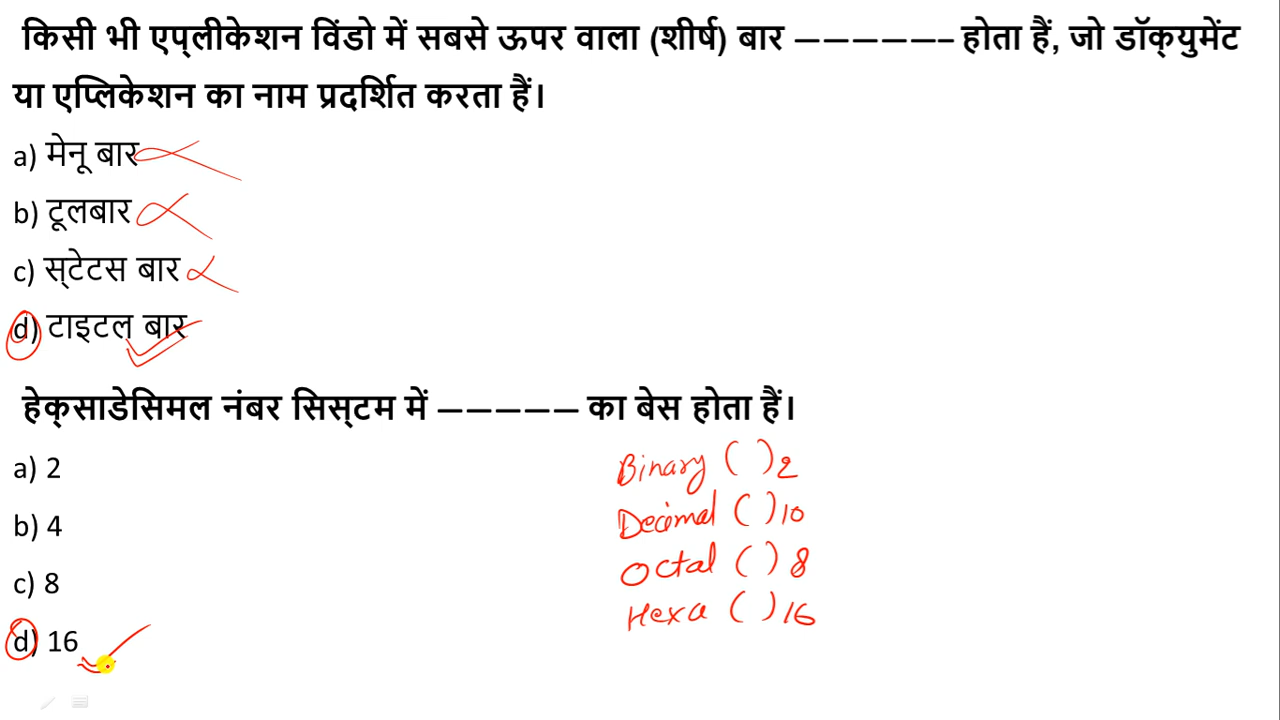 किसी भी एप्लीकेशन विंडो में सबसे ऊपर वाला (शीर्ष) बार —————– होता हैं, जो डॉक्युमेंट
या एप्लिकेशन का नाम प्रदर्शित करता हैं।
a) मेनू बार
b) टूलबार
c) स्टेटस बार
d) टाइटल बार
हेक्साडेसिमल नंबर सिस्टम में ————— का बेस होता हैं।
a) 2
b) 4
c) 8
d) 16
Binary ( )2
Decimal ( )10
Octal ( ) 8
Hexa ( )16